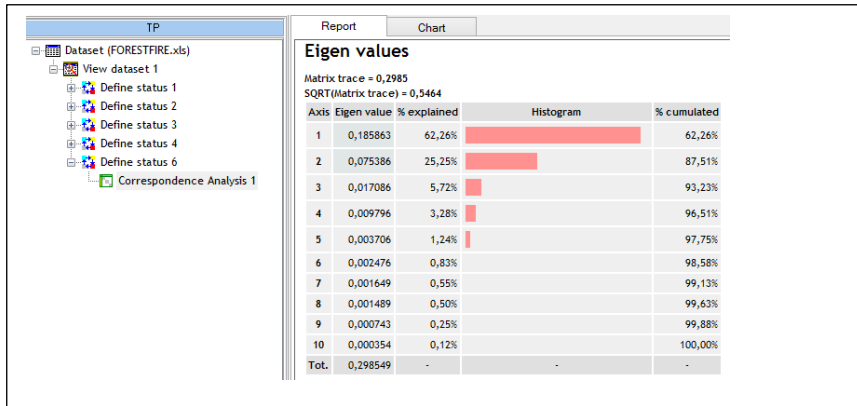 TP
Dataset (FORESTFIRE.xls)
View dataset 1
Define status 1
Define status 2
Define status 3
Define status 4
Define status 6
Correspondence Analysis 1
Report Chart
Eigen values
Matrix trace = 0,2985
SQRT(Matrix trace) = 0,5464
Axis Eigen value % explained Histogram % cumulated
1 0,185863 62,26% 62,26%
2 0,075386 25,25% 87,51%
3 0,017086 5,72% 93,23%
4 0,009796 3,28% 96,51%
5 0,003706 1,24% 97,75%
6 0,002476 0,83% 98,58%
7 0,001649 0,55% 99,13%
8 0,001489 0,50% 99,63%
9 0,000743 0,25% 99,88%
10 0,000354 0,12% 100,00%
Tot. 0,298549 - - -